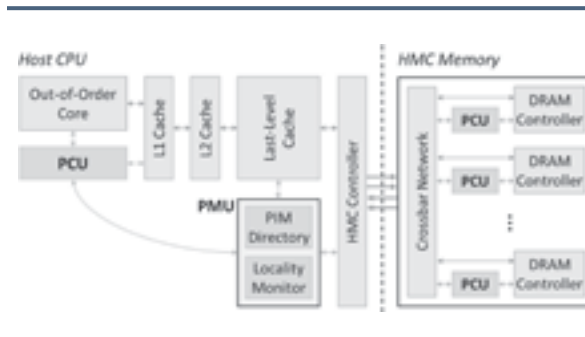 Host CPU
HMC Memory
Out-of-Order
Core
PCU
L1 Cache
L2 Cache
Last-Level
Cache
HMC Controller
PMU
PIM
Directory
Locality
Monitor
Crossbar Network
PCU
DRAM
Controller
PCU
DRAM
Controller
PCU
DRAM
Controller